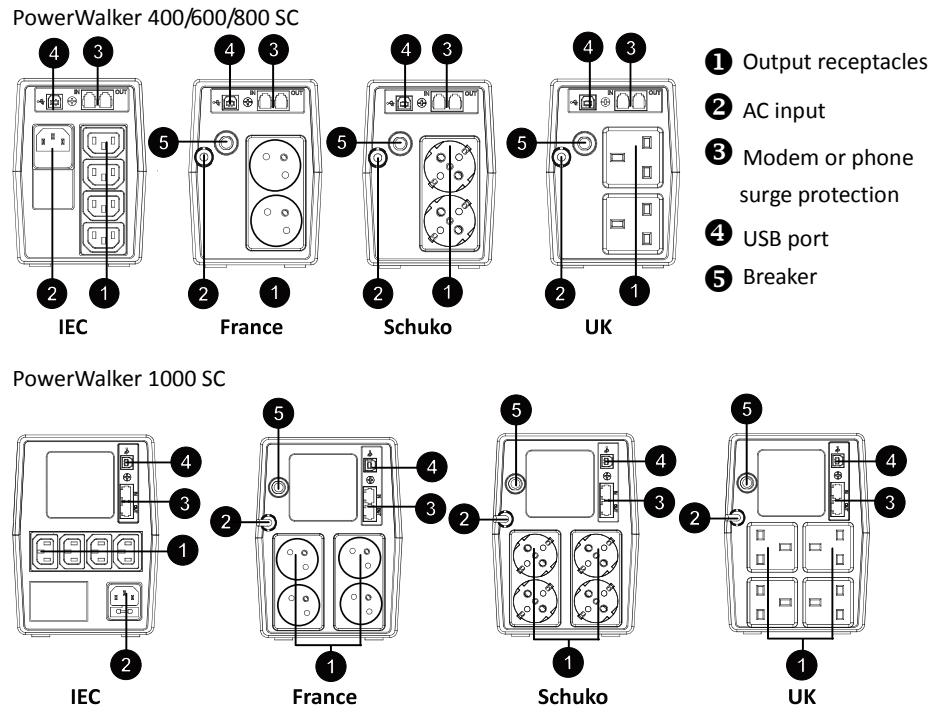 PowerWalker 400/600/800 SC
4 3 4 3 4 3 4 3
IN OUT IN OUT IN OUT IN OUT
5 5 5
2 1 2 1 2 1 2 1
IEC France Schuko UK
❶ Output receptacles
❷ AC input
❸ Modem or phone
surge protection
❹ USB port
❺ Breaker
PowerWalker 1000 SC
5 5 5
4 4 4 4
3 3 3 3
2 2 2
1
2 1 1 1
IEC France Schuko UK